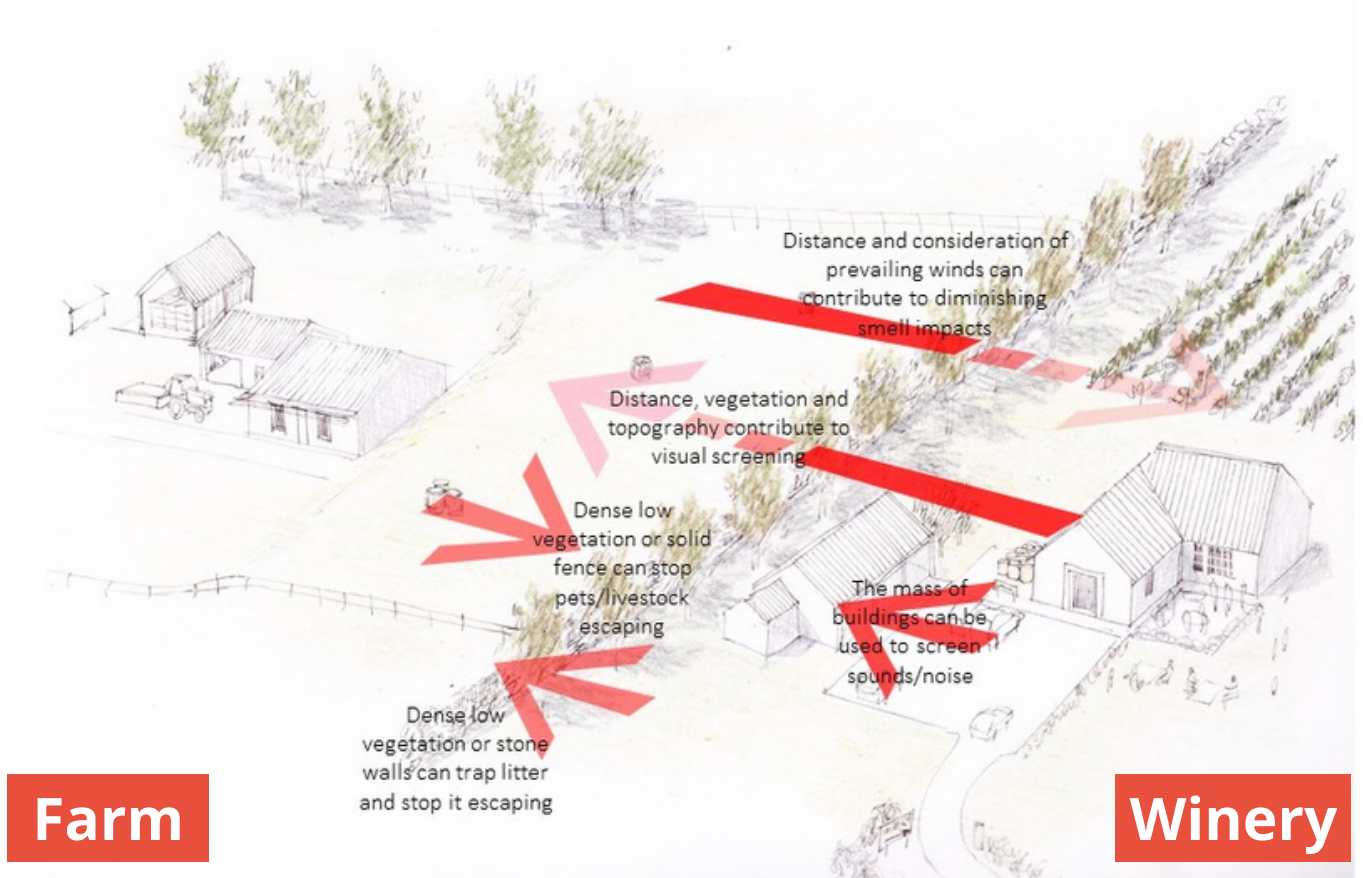 Distance and consideration of
prevailing winds can
contribute to diminishing
smell impacts
Distance, vegetation and
topography contribute to
visual screening
Dense low
vegetation or solid
fence can stop
pets/livestock
escaping
The mass of
buildings can be
used to screen
sounds/noise
Dense low
vegetation or stone
walls can trap litter
and stop it escaping
Farm
Winery